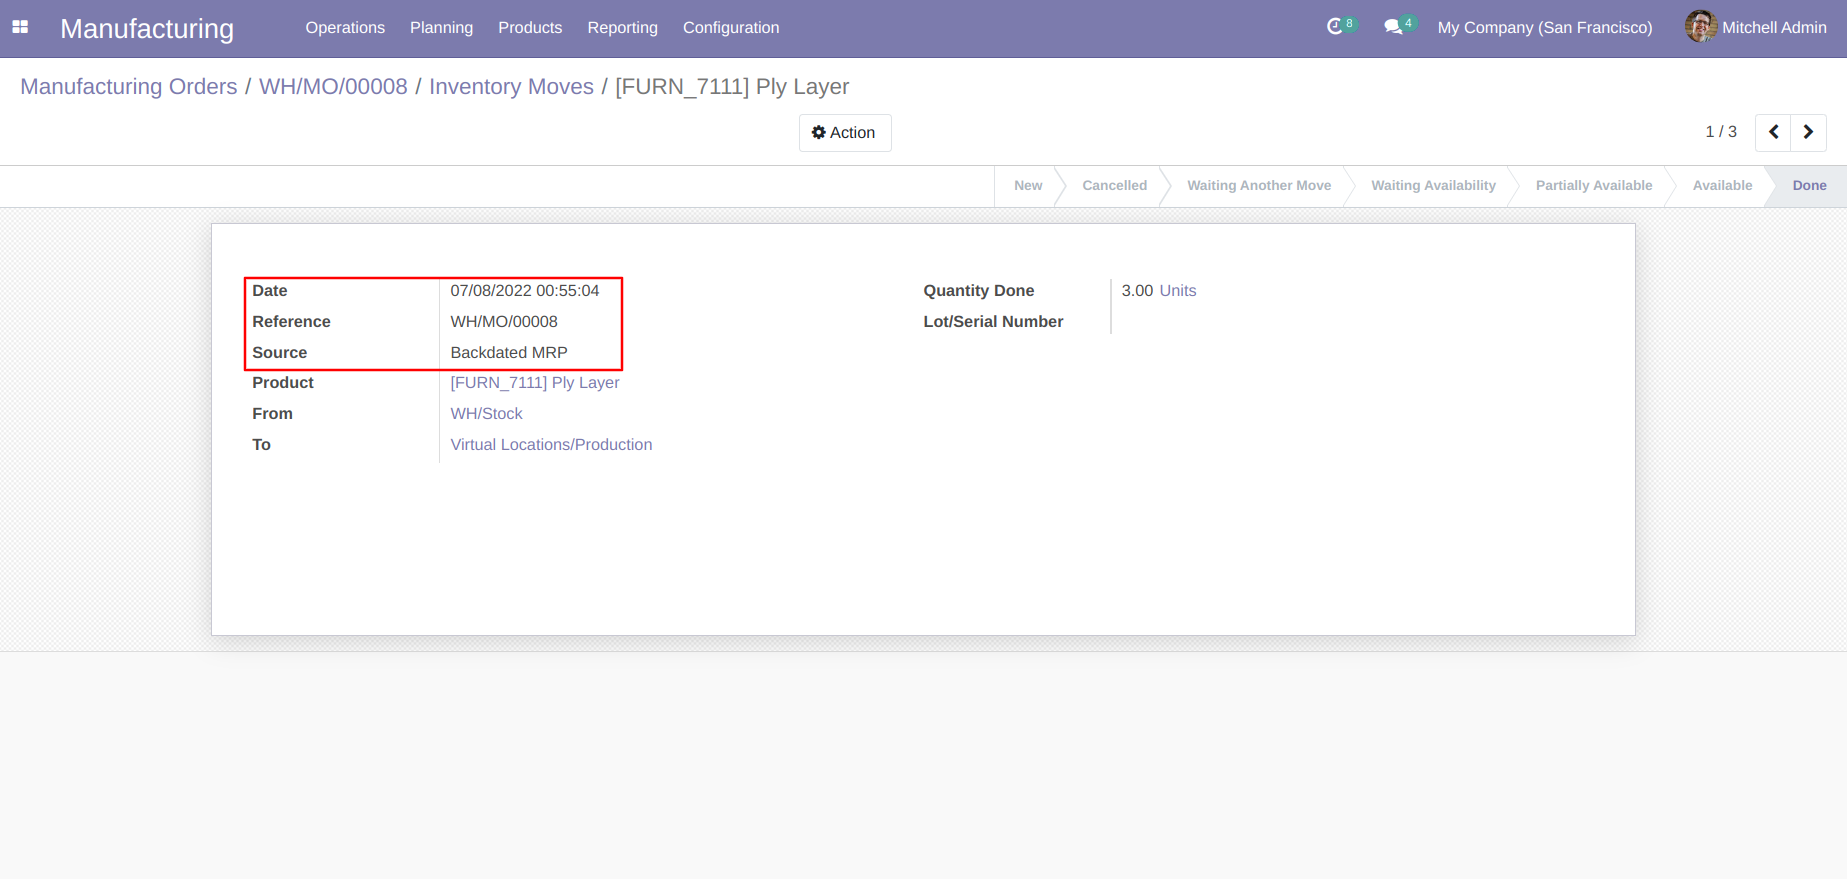 Manufacturing Operations Planning Products Reporting Configuration 8 4 My Company (San Francisco) Mitchell Admin
Manufacturing Orders / WH/MO/00008 / Inventory Moves / [FURN_7111] Ply Layer
Action 1 / 3
New Cancelled Waiting Another Move Waiting Availability Partially Available Available Done
Date 07/08/2022 00:55:04 Quantity Done 3.00 Units
Reference WH/MO/00008 Lot/Serial Number
Source Backdated MRP
Product [FURN_7111] Ply Layer
From WH/Stock
To Virtual Locations/Production